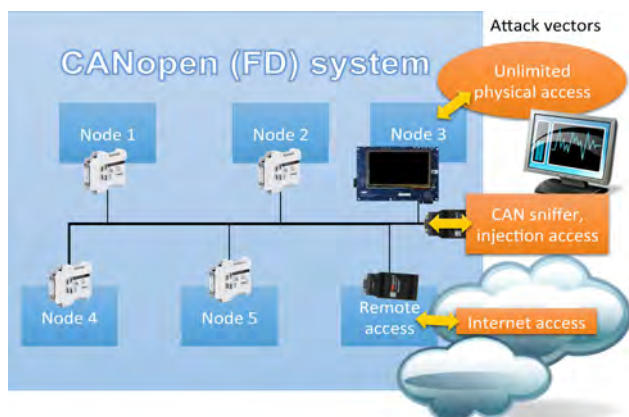 Attack vectors
CANopen (FD) system
Unlimited
physical access
Node 1
Node 2
Node 3
CAN sniffer,
injection access
Node 4
Node 5
Remote
access
Internet access